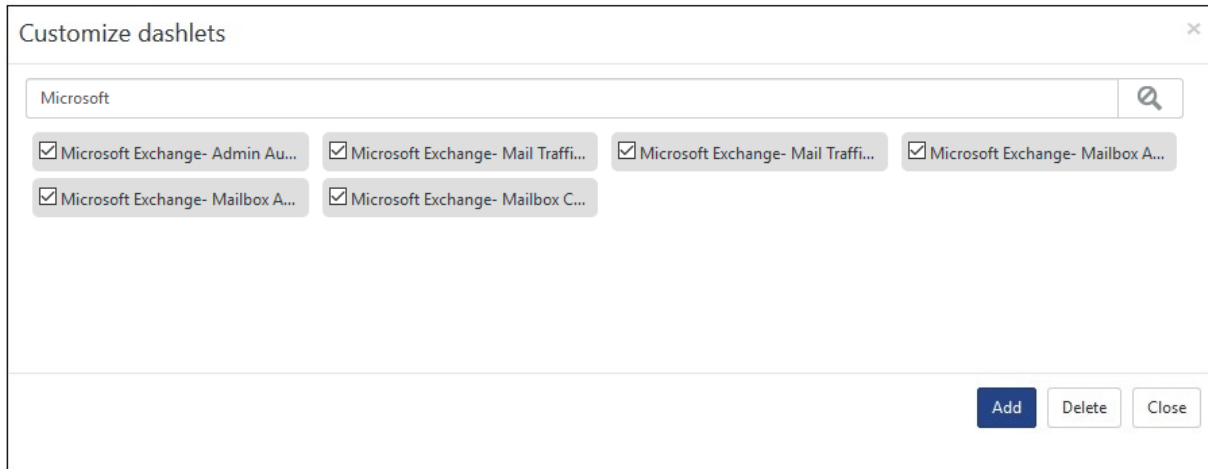 Customize dashlets
Microsoft
Microsoft Exchange- Admin Au... Microsoft Exchange- Mail Traffi... Microsoft Exchange- Mail Traffi... Microsoft Exchange- Mailbox A...
Microsoft Exchange- Mailbox A... Microsoft Exchange- Mailbox C...
Add Delete Close